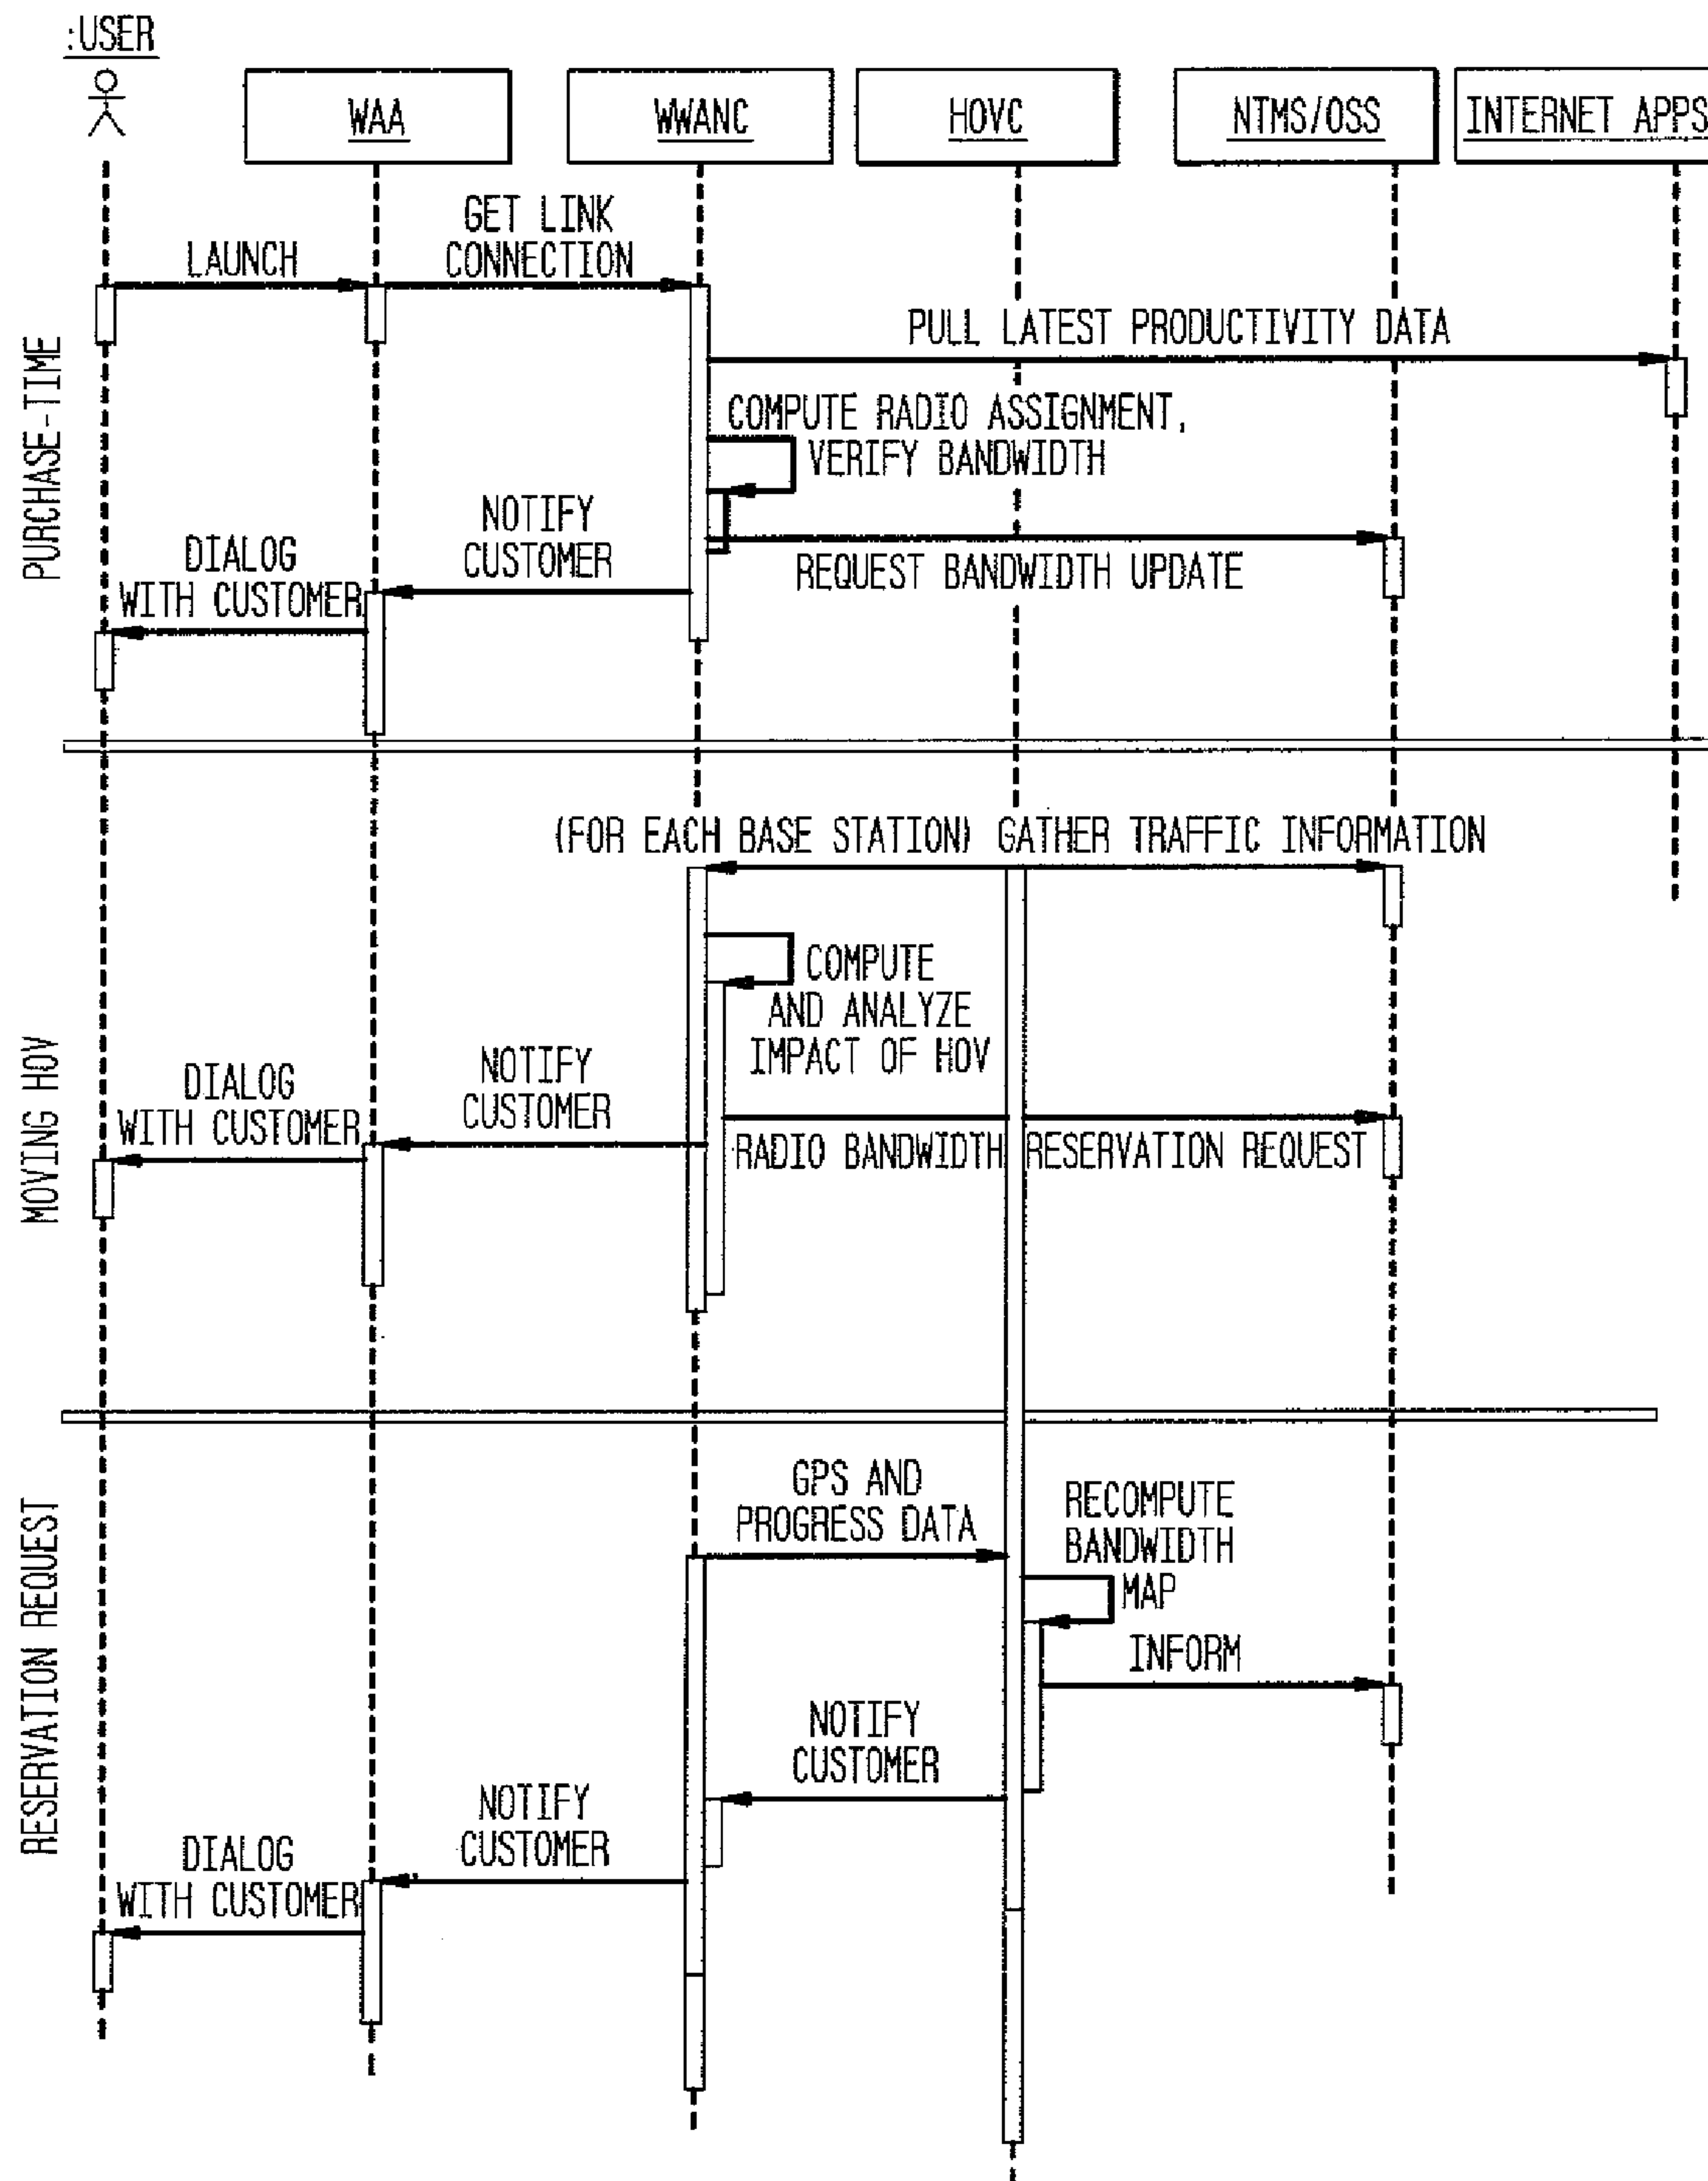 :USER
WAA
WWANC
HOVC
NTMS/OSS
INTERNET APPS
PURCHASE-TIME
LAUNCH
GET LINK
CONNECTION
PULL LATEST PRODUCTIVITY DATA
COMPUTE RADIO ASSIGNMENT,
VERIFY BANDWIDTH
REQUEST BANDWIDTH UPDATE
NOTIFY
CUSTOMER
DIALOG
WITH CUSTOMER
MOVING HOV
(FOR EACH BASE STATION) GATHER TRAFFIC INFORMATION
COMPUTE
AND ANALYZE
IMPACT OF HOV
RADIO BANDWIDTH RESERVATION REQUEST
NOTIFY
CUSTOMER
DIALOG
WITH CUSTOMER
RESERVATION REQUEST
GPS AND
PROGRESS DATA
RECOMPUTE
BANDWIDTH
MAP
INFORM
NOTIFY
CUSTOMER
NOTIFY
CUSTOMER
DIALOG
WITH CUSTOMER